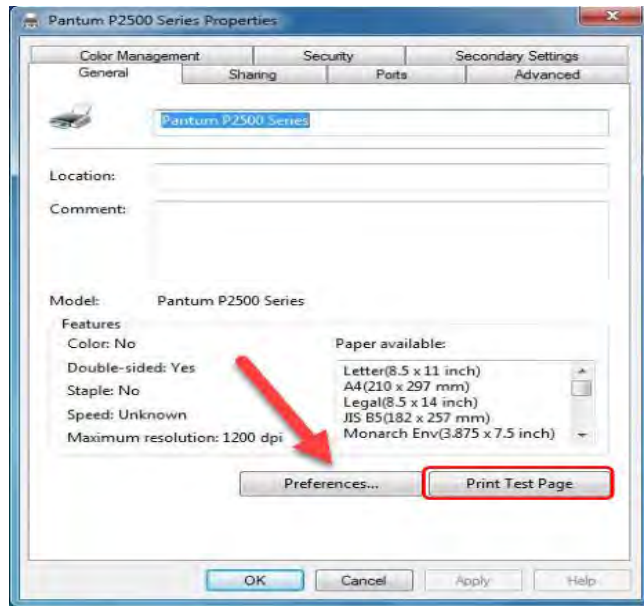 Pantum P2500 Series Properties
Color Management Security Secondary Settings
General Sharing Ports Advanced
Pantum P2500 Series
Location:
Comment:
Model: Pantum P2500 Series
Features
Color: No Paper available:
Double-sided: Yes
Staple: No
Speed: Unknown
Maximum resolution: 1200 dpi
Letter(8.5 x 11 inch)
A4(210 x 297 mm)
Legal(8.5 x 14 inch)
JIS B5(182 x 257 mm)
Monarch Env(3.875 x 7.5 inch)
Preferences... Print Test Page
OK Cancel Apply Help